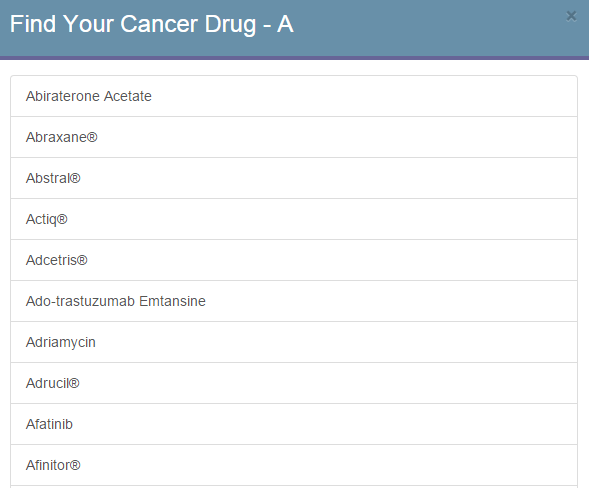 Find Your Cancer Drug - A
×
Abiraterone Acetate
Abraxane®
Abstral®
Actiq®
Adcetris®
Ado-trastuzumab Emtansine
Adriamycin
Adrucil®
Afatinib
Afinitor®